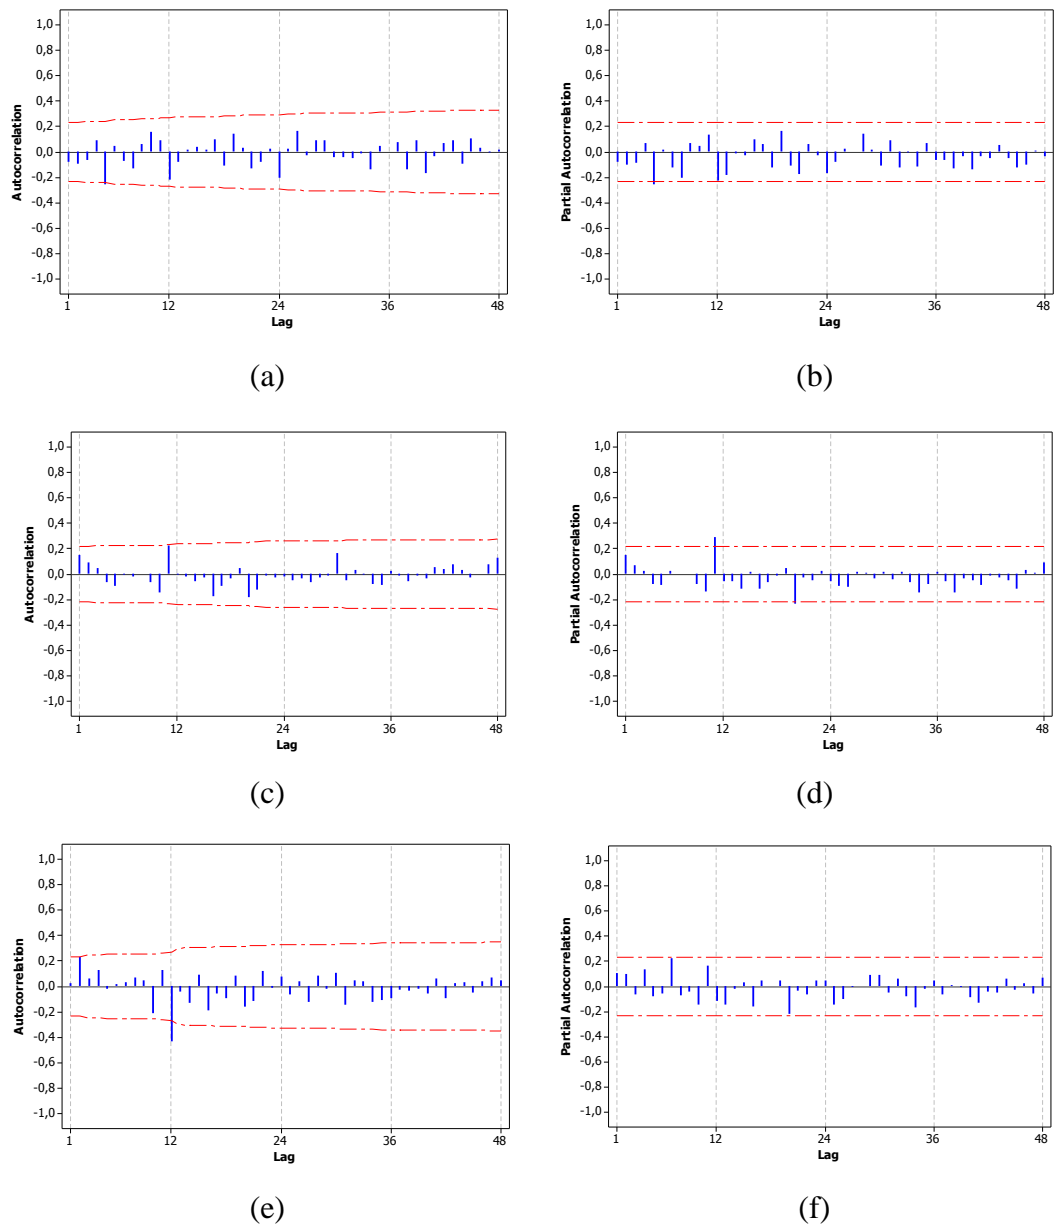 Autocorrelation
1,0
0,8
0,6
0,4
0,2
0,0
-0,2
-0,4
-0,6
-0,8
-1,0
1 12 24 36 48
Lag
(a)
Partial Autocorrelation
1,0
0,8
0,6
0,4
0,2
0,0
-0,2
-0,4
-0,6
-0,8
-1,0
1 12 24 36 48
Lag
(b)
Autocorrelation
1,0
0,8
0,6
0,4
0,2
0,0
-0,2
-0,4
-0,6
-0,8
-1,0
1 12 24 36 48
Lag
(c)
Partial Autocorrelation
1,0
0,8
0,6
0,4
0,2
0,0
-0,2
-0,4
-0,6
-0,8
-1,0
1 12 24 36 48
Lag
(d)
Autocorrelation
1,0
0,8
0,6
0,4
0,2
0,0
-0,2
-0,4
-0,6
-0,8
-1,0
1 12 24 36 48
Lag
(e)
Partial Autocorrelation
1,0
0,8
0,6
0,4
0,2
0,0
-0,2
-0,4
-0,6
-0,8
-1,0
1 12 24 36 48
Lag
(f)